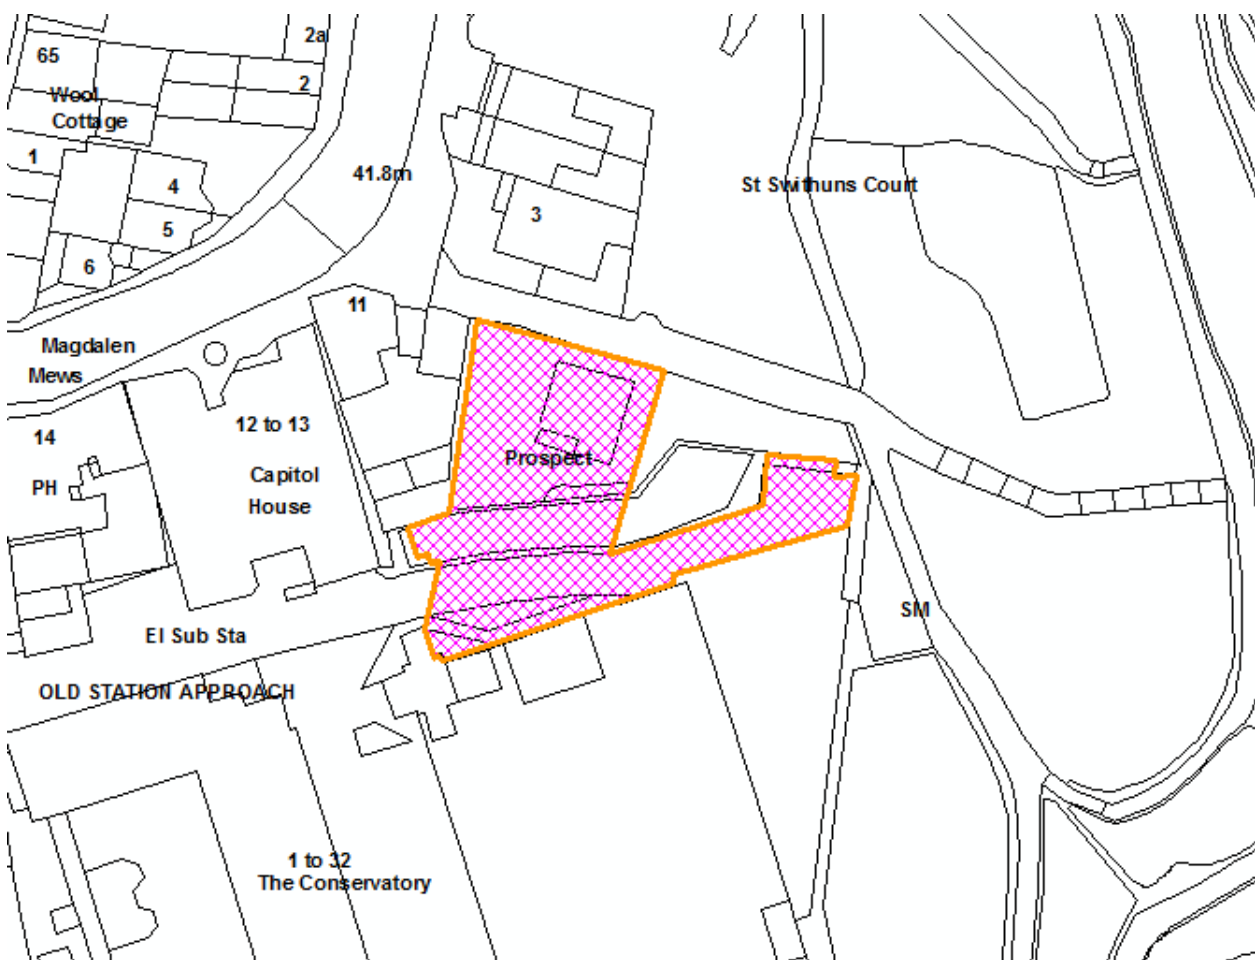 2a
65
2
Wool
Cottage
1
41.8m
4
St Swithuns Court
3
5
6
11
Magdalen
Mews
12 to 13
14
Prospect
Capitol
PH
House
SM
El Sub Sta
OLD STATION APPROACH
1 to 32
The Conservatory